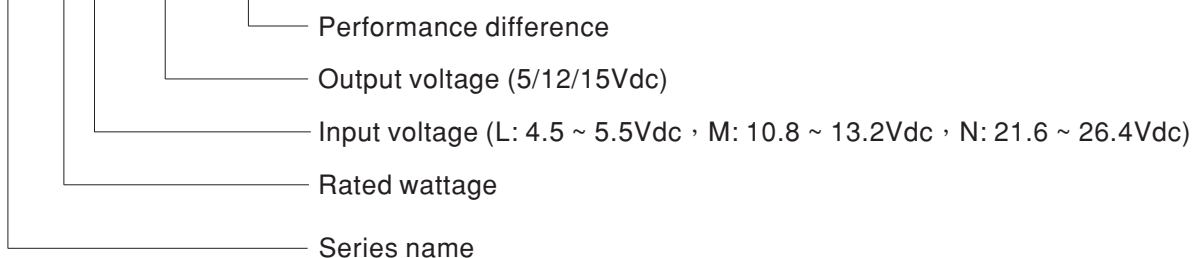 Performance difference
Output voltage (5/12/15Vdc)
Input voltage (L: 4.5 ~ 5.5Vdc，M: 10.8 ~ 13.2Vdc，N: 21.6 ~ 26.4Vdc)
Rated wattage
Series name